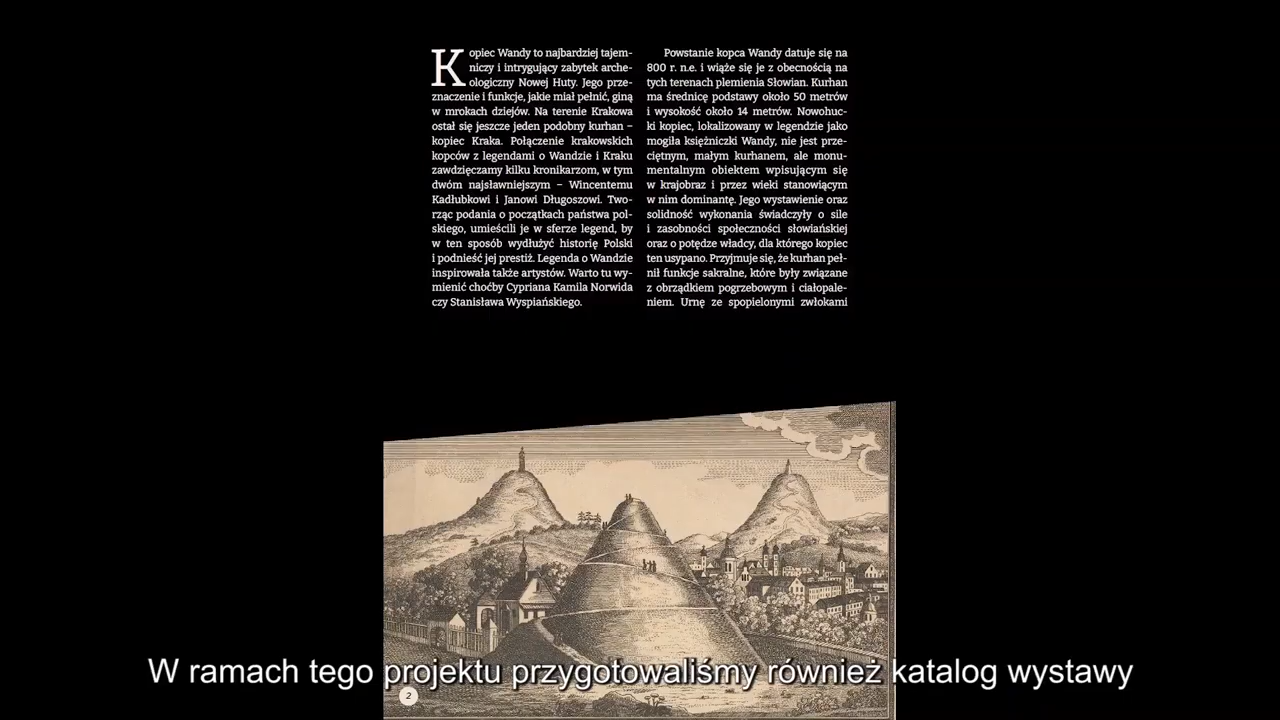 Kopiec Wandy to najbardziej tajem-
niczy i intrygujący zabytek arche-
ologiczny Nowej Huty. Jego prze-
znaczenie i funkcje, jakie miał pełnić, giną
w mrokach dziejów. Na terenie Krakowa
ostał się jeszcze jeden podobny kurhan –
kopiec Kraka. Połączenie krakowskich
kopców z legendami o Wandzie i Kraku
zawdzięczamy kilku kronikarzom, w tym
dwóm najsławniejszym – Wincentemu
Kadłubkowi i Janowi Długoszowi. Two-
rząc podania o początkach państwa pol-
skiego, umieścili je w sferze legend, by
w ten sposób wydłużyć historię Polski
i podnieść jej prestiż. Legenda o Wandzie
inspirowała także artystów. Warto tu wy-
mienić choćby Cypriana Kamila Norwida
czy Stanisława Wyspiańskiego.
Powstanie kopca Wandy datuje się na
800 r. n.e. i wiąże się je z obecnością na
tych terenach plemienia Słowian. Kurhan
ma średnicę podstawy około 50 metrów
i wysokość około 14 metrów. Nowohuc-
ki kopiec, lokalizowany w legendzie jako
mogiła księżniczki Wandy, nie jest prze-
ciętnym, małym kurhanem, ale monu-
mentalnym obiektem wpisującym się
w krajobraz i przez wieki stanowiącym
w nim dominantę. Jego wystawienie oraz
solidność wykonania świadczyły o sile
i zasobności społeczności słowiańskiej
oraz o potędze władcy, dla którego kopiec
ten usypano. Przyjmuje się, że kurhan peł-
nił funkcje sakralne, które były związane
z obrządkiem pogrzebowym i ciałopale-
niem. Urnę ze spopielonymi zwłokami
W ramach tego projektu przygotowaliśmy również katalog wystawy
2